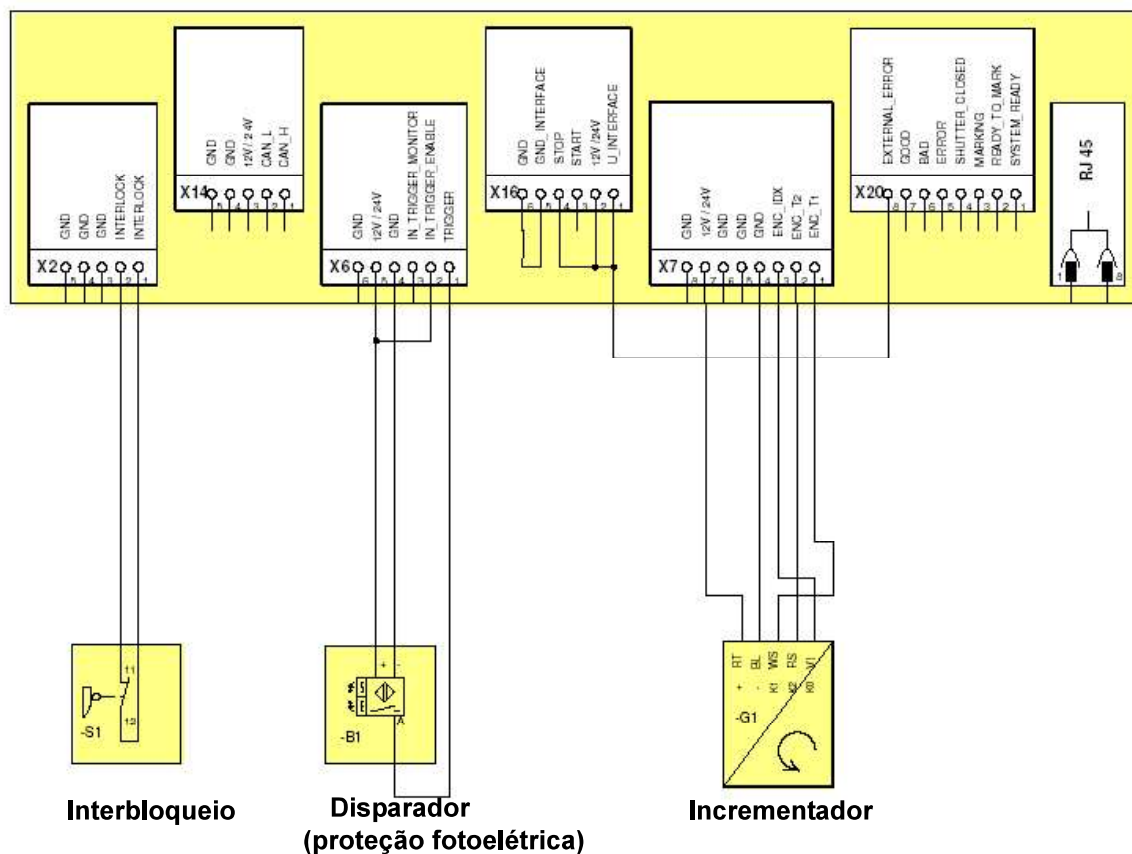 GND
GND
GND
INTERLOCK
INTERLOCK
X2
5
4
3
2
1
GND
GND
12V / 24V
CAN_L
CAN_H
X14
5
4
3
2
1
GND
12V / 24V
GND
IN_TRIGGER_MONITOR
IN_TRIGGER_ENABLE
TRIGGER
X6
6
5
4
3
2
1
GND
GND_INTERFACE
STOP
START
12V /24V
U_INTERFACE
X16
6
5
4
3
2
1
GND
12V / 24V
GND
GND
GND
ENC_IDX
ENC_T2
ENC_T1
X7
8
7
6
5
4
3
2
1
EXTERNAL_ERROR
GOOD
BAD
ERROR
SHUTTER_CLOSED
MARKING
READY_TO_MARK
SYSTEM_READY
X20
8
7
6
5
4
3
2
1
RJ 45
1
8
11
12
-S1
+ -
A
-B1
RT
BL
WS
RS
+
-
K1
K2
K0
-G1
Interbloqueio
Disparador
(proteção fotoelétrica)
Incrementador